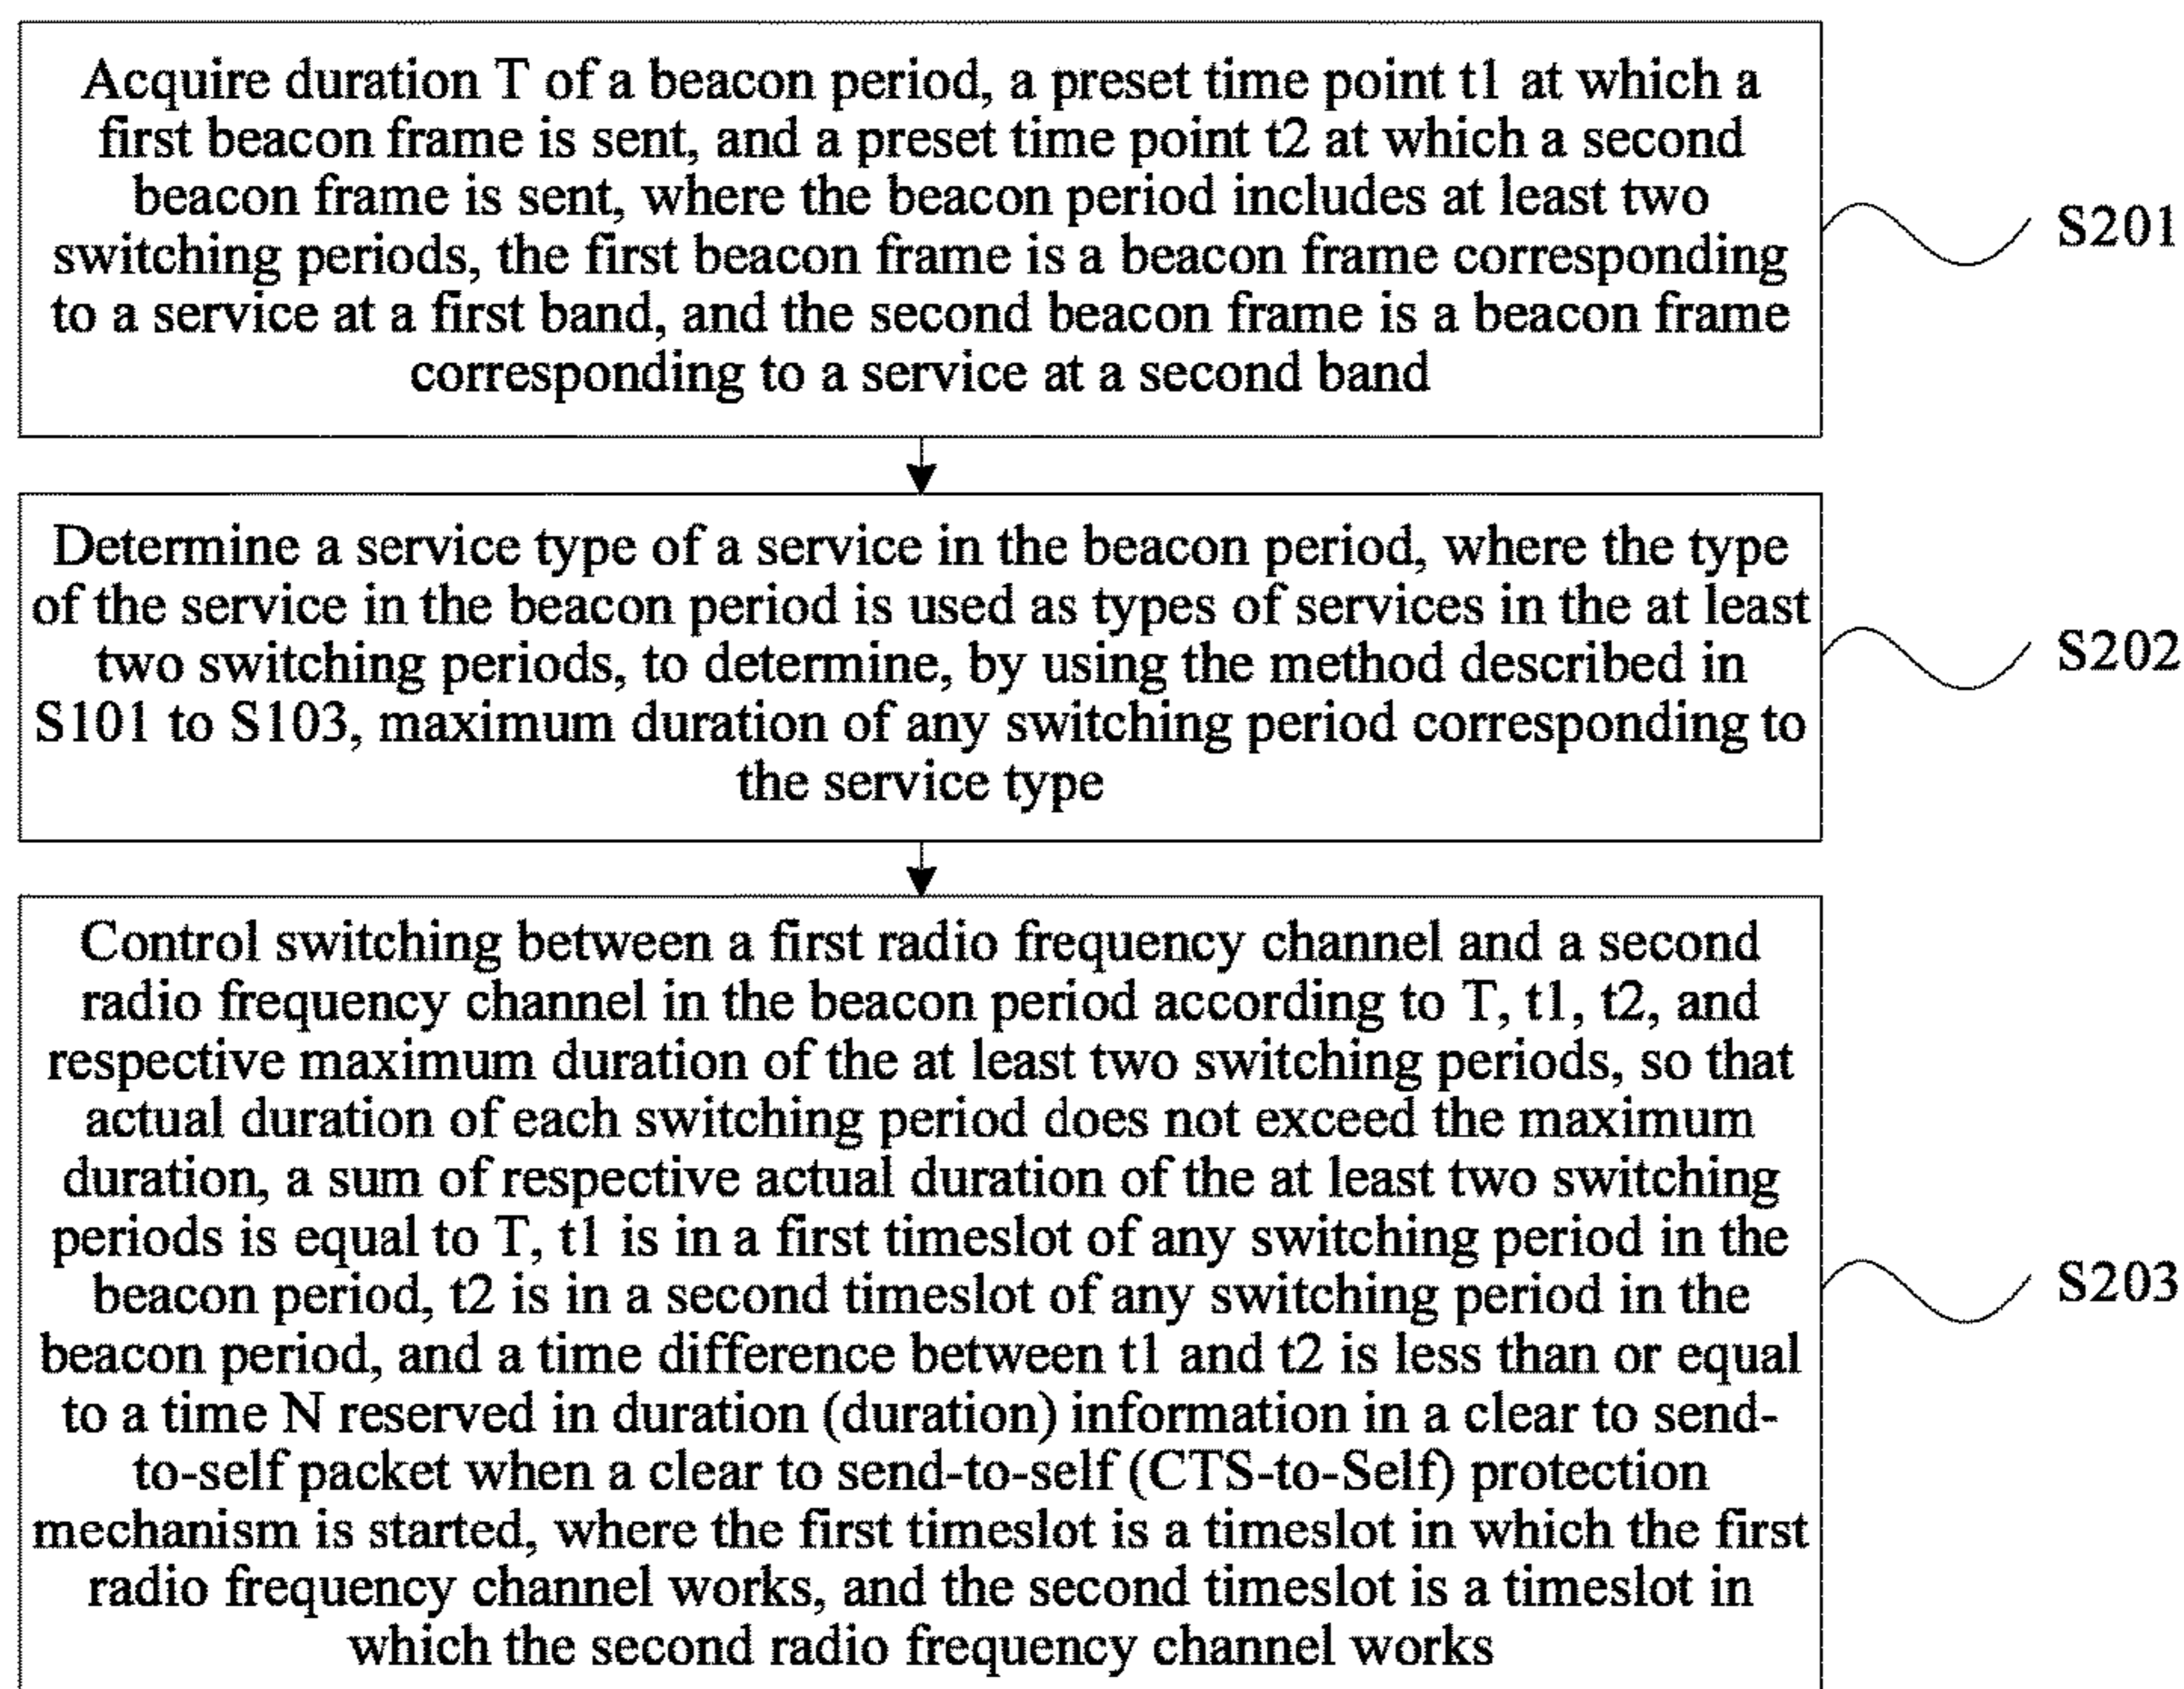 Acquire duration T of a beacon period, a preset time point t1 at which a
first beacon frame is sent, and a preset time point t2 at which a second
beacon frame is sent, where the beacon period includes at least two
switching periods, the first beacon frame is a beacon frame corresponding
to a service at a first band, and the second beacon frame is a beacon frame
corresponding to a service at a second band
S201
Determine a service type of a service in the beacon period, where the type
of the service in the beacon period is used as types of services in the at least
two switching periods, to determine, by using the method described in
S101 to S103, maximum duration of any switching period corresponding to
the service type
S202
Control switching between a first radio frequency channel and a second
radio frequency channel in the beacon period according to T, t1, t2, and
respective maximum duration of the at least two switching periods, so that
actual duration of each switching period does not exceed the maximum
duration, a sum of respective actual duration of the at least two switching
periods is equal to T, t1 is in a first timeslot of any switching period in the
beacon period, t2 is in a second timeslot of any switching period in the
beacon period, and a time difference between t1 and t2 is less than or equal
to a time N reserved in duration (duration) information in a clear to send-
to-self packet when a clear to send-to-self (CTS-to-Self) protection
mechanism is started, where the first timeslot is a timeslot in which the first
radio frequency channel works, and the second timeslot is a timeslot in
which the second radio frequency channel works
S203